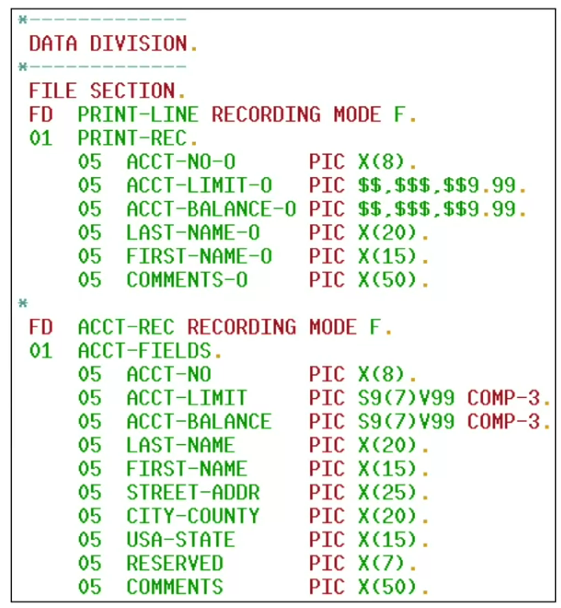 *-------------
DATA DIVISION.
*-------------
FILE SECTION.
FD PRINT-LINE RECORDING MODE F.
01 PRINT-REC.
05 ACCT-NO-O PIC X(8).
05 ACCT-LIMIT-O PIC $$,$$$,$$9.99.
05 ACCT-BALANCE-O PIC $$,$$$,$$9.99.
05 LAST-NAME-O PIC X(20).
05 FIRST-NAME-O PIC X(15).
05 COMMENTS-O PIC X(50).
*
FD ACCT-REC RECORDING MODE F.
01 ACCT-FIELDS.
05 ACCT-NO PIC X(8).
05 ACCT-LIMIT PIC S9(7)V99 COMP-3.
05 ACCT-BALANCE PIC S9(7)V99 COMP-3.
05 LAST-NAME PIC X(20).
05 FIRST-NAME PIC X(15).
05 STREET-ADDR PIC X(25).
05 CITY-COUNTY PIC X(20).
05 USA-STATE PIC X(15).
05 RESERVED PIC X(7).
05 COMMENTS PIC X(50).